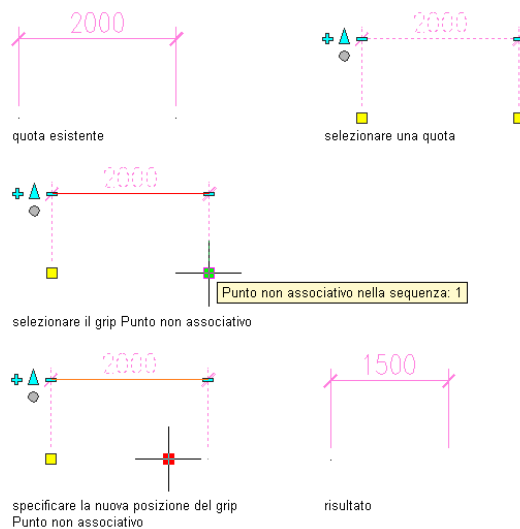 2000
2000
quota esistente
selezionare una quota
2000
Punto non associativo nella sequenza: 1
selezionare il grip Punto non associativo
2000
1500
specificare la nuova posizione del grip
Punto non associativo
risultato